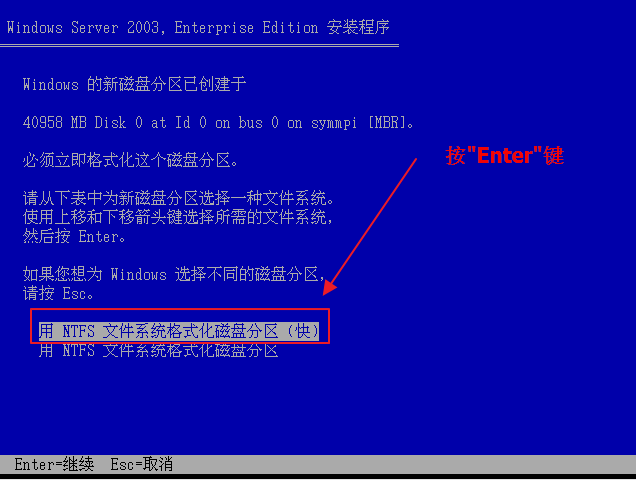 Windows Server 2003, Enterprise Edition 安装程序
Windows 的新磁盘分区已创建于
40958 MB Disk 0 at Id 0 on bus 0 on symmpi [MBR]。
必须立即格式化这个磁盘分区。
按"Enter"键
请从下表中为新磁盘分区选择一种文件系统。
使用上移和下移箭头键选择所需的文件系统，
然后按 Enter。
如果您想为 Windows 选择不同的磁盘分区，
请按 Esc。
用 NTFS 文件系统格式化磁盘分区 (快)
用 NTFS 文件系统格式化磁盘分区
Enter=继续 Esc=取消